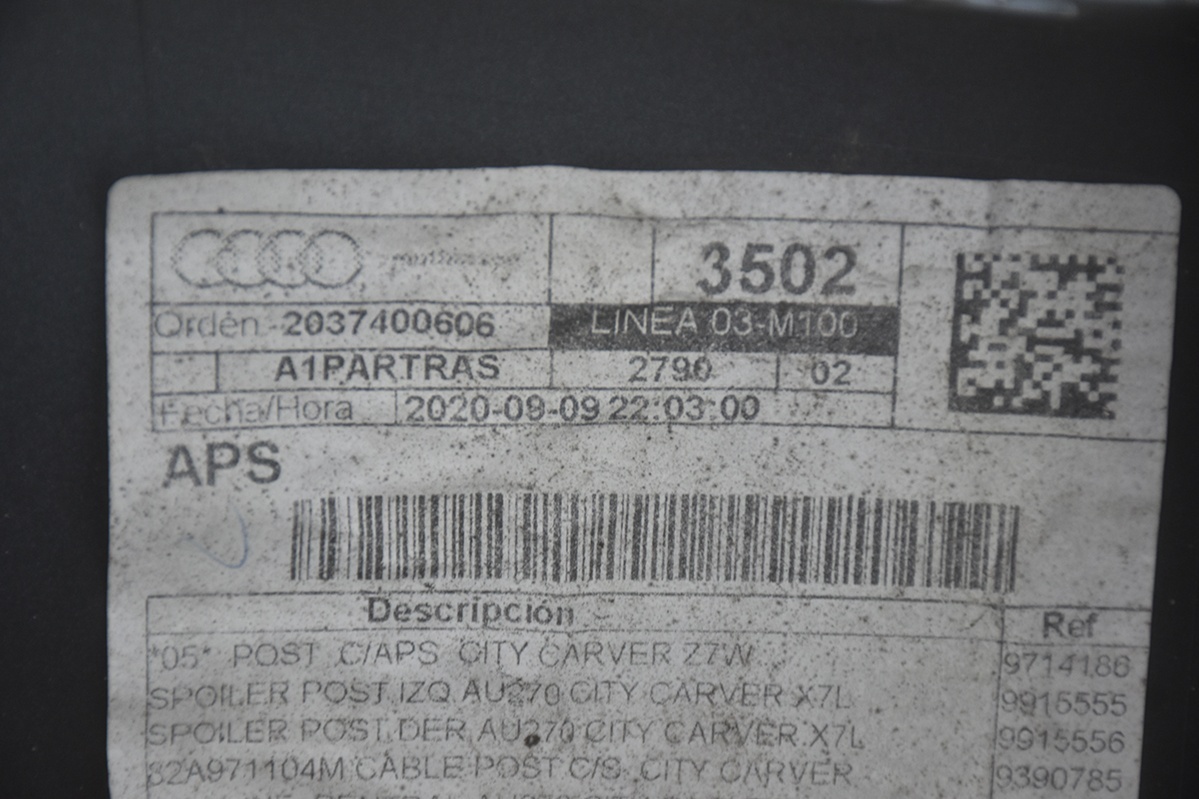 3502
Orden 2037400606 LINEA 03-M100
A1PARTRAS 2790 02
Fecha/Hora 2020-09-09 22:03:00
APS
Descripción Ref
*05* POST C/APS CITY CARVER Z7W 9714186
SPOILER POST.IZQ AU270 CITY CARVER X7L 9915555
SPOILER POST.DER AU270 CITY CARVER X7L 9915556
82A971104M CABLE POST C/S CITY CARVER 9390785